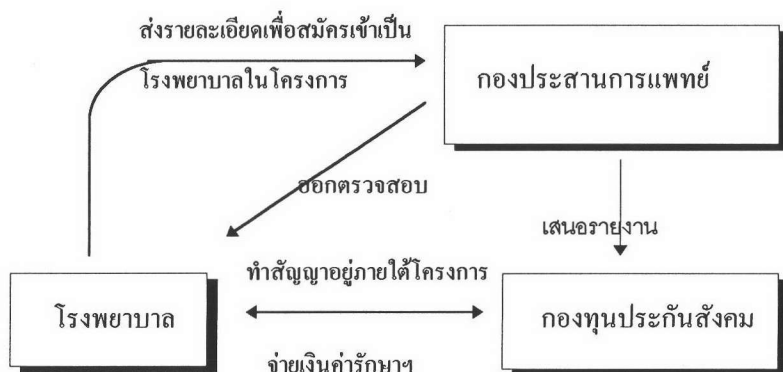 ส่งรายละเอียดเพื่อสมัครเข้าเป็น
โรงพยาบาลในโครงการ
กองประสานการแพทย์
ออกตรวจสอบ
เสนอรายงาน
ทำสัญญาอยู่ภายใต้โครงการ
โรงพยาบาล
กองทุนประกันสังคม
จ่ายเงินค่ารักษาฯ